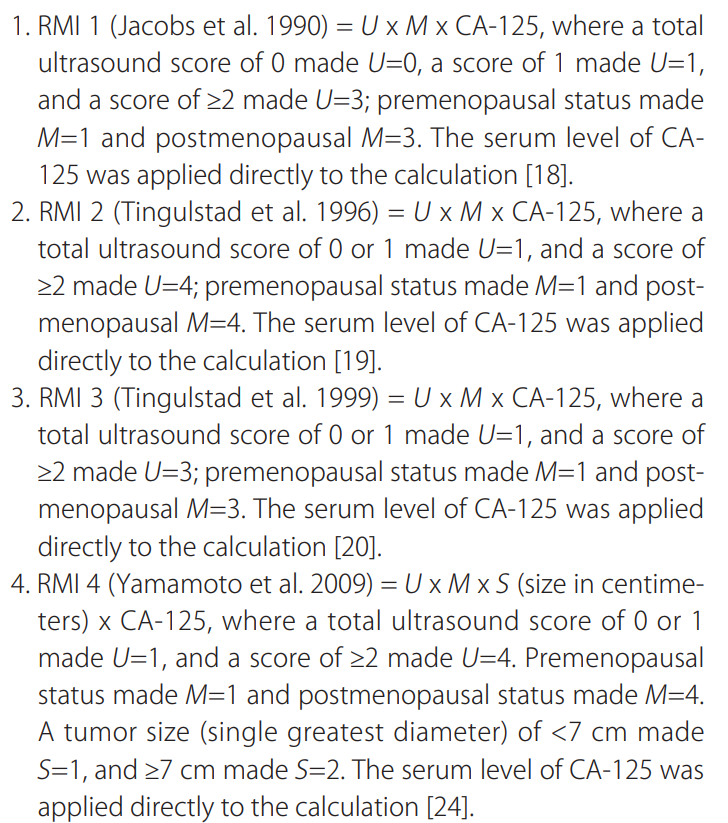 1. RMI 1 (Jacobs et al. 1990) = U x M x CA-125, where a total
ultrasound score of 0 made U=0, a score of 1 made U=1,
and a score of ≥2 made U=3; premenopausal status made
M=1 and postmenopausal M=3. The serum level of CA-
125 was applied directly to the calculation [18].
2. RMI 2 (Tingulstad et al. 1996) = U x M x CA-125, where a
total ultrasound score of 0 or 1 made U=1, and a score of
≥2 made U=4; premenopausal status made M=1 and post-
menopausal M=4. The serum level of CA-125 was applied
directly to the calculation [19].
3. RMI 3 (Tingulstad et al. 1999) = U x M x CA-125, where a
total ultrasound score of 0 or 1 made U=1, and a score of
≥2 made U=3; premenopausal status made M=1 and post-
menopausal M=3. The serum level of CA-125 was applied
directly to the calculation [20].
4. RMI 4 (Yamamoto et al. 2009) = U x M x S (size in centime-
ters) x CA-125, where a total ultrasound score of 0 or 1
made U=1, and a score of ≥2 made U=4. Premenopausal
status made M=1 and postmenopausal status made M=4.
A tumor size (single greatest diameter) of <7 cm made
S=1, and ≥7 cm made S=2. The serum level of CA-125 was
applied directly to the calculation [24].